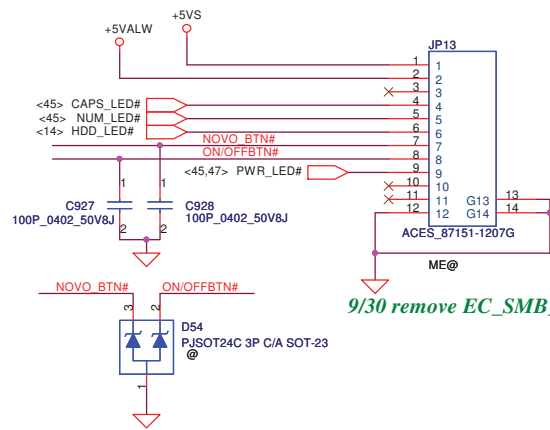 +5VS
+5VALW
JP13
1 1
2 2
3 3
<45> CAPS_LED# 4 4
<45> NUM_LED# 5 5
<14> HDD_LED# 6 6
NOVO_BTN# 7 7
ON/OFFBTN# 8 8
<45,47> PWR_LED# 9 9
10 10
11 11 G13 13
12 12 G14 14
ACES_87151-1207G
ME@
1 1
C927 C928
100P_0402_50V8J 100P_0402_50V8J
2 2
9/30 remove EC_SMB_
NOVO_BTN# ON/OFFBTN#
3 2
D54
PJSOT24C 3P C/A SOT-23
@
1